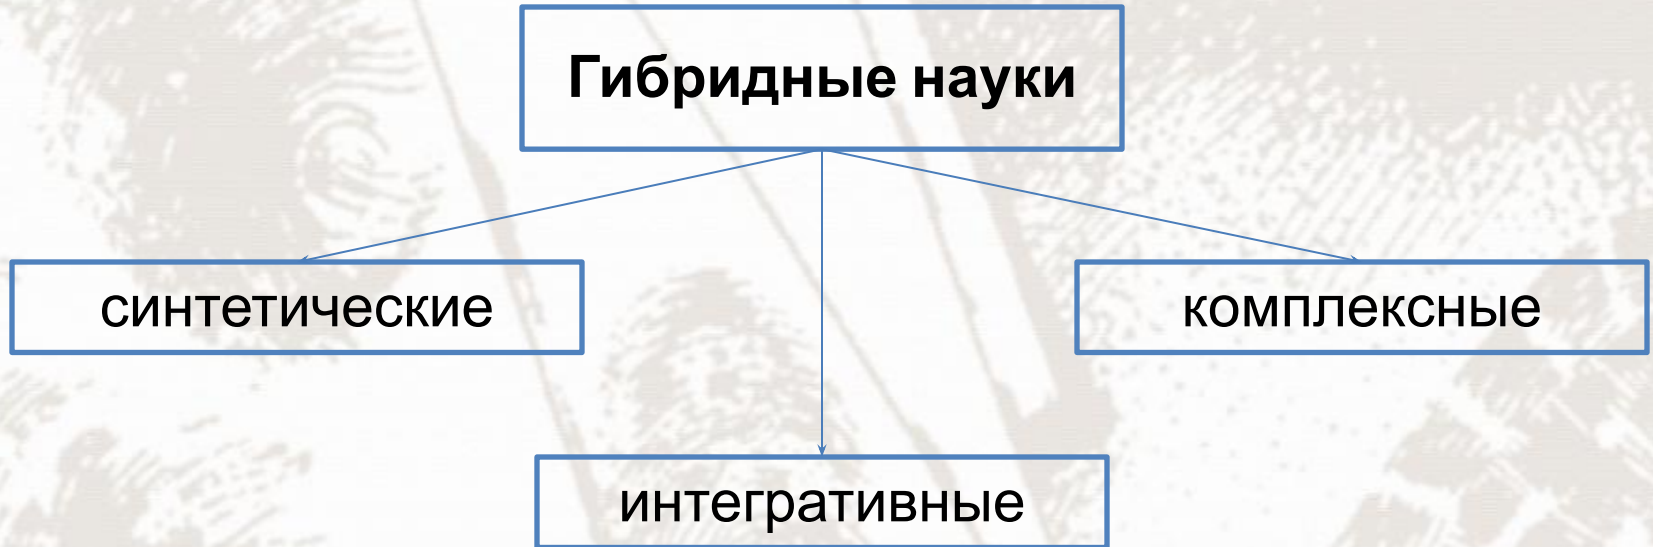 Гибридные науки
синтетические
комплексные
интегративные